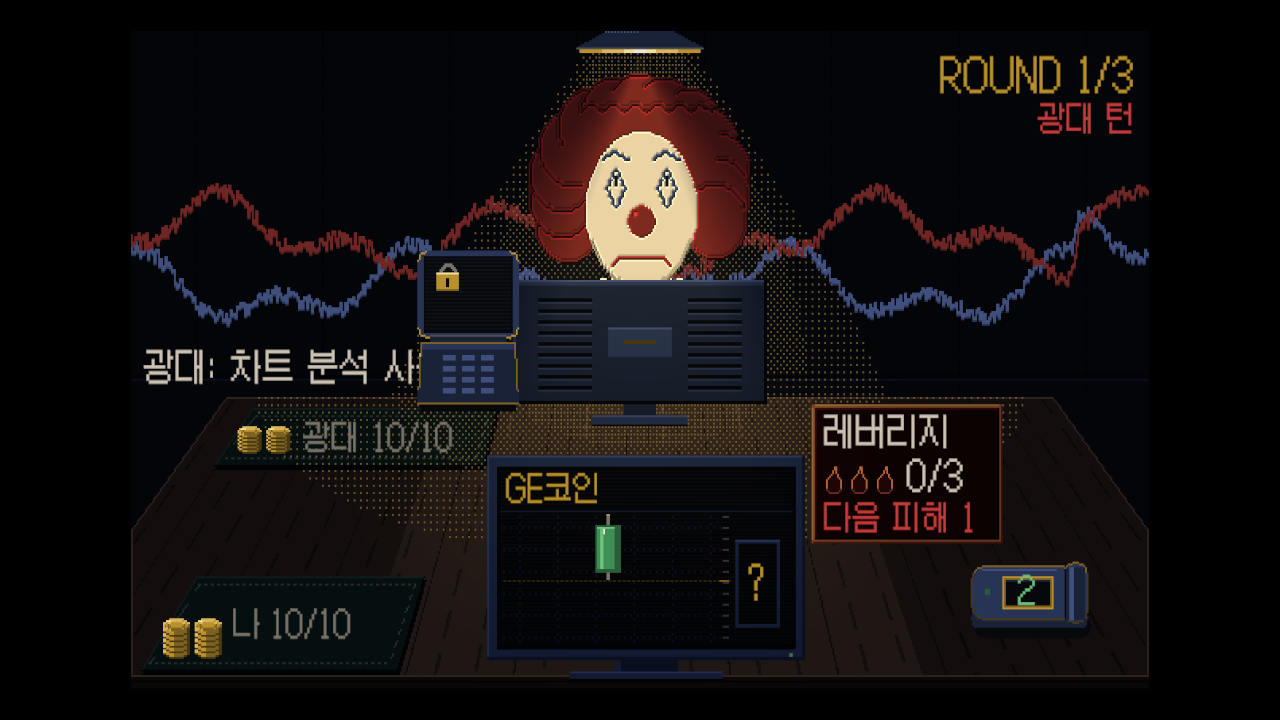 ROUND 1/3
광대 턴
광대: 차트 분석 사
광대 10/10
레버리지
0/3
다음 피해 1
GE코인
?
2
나 10/10